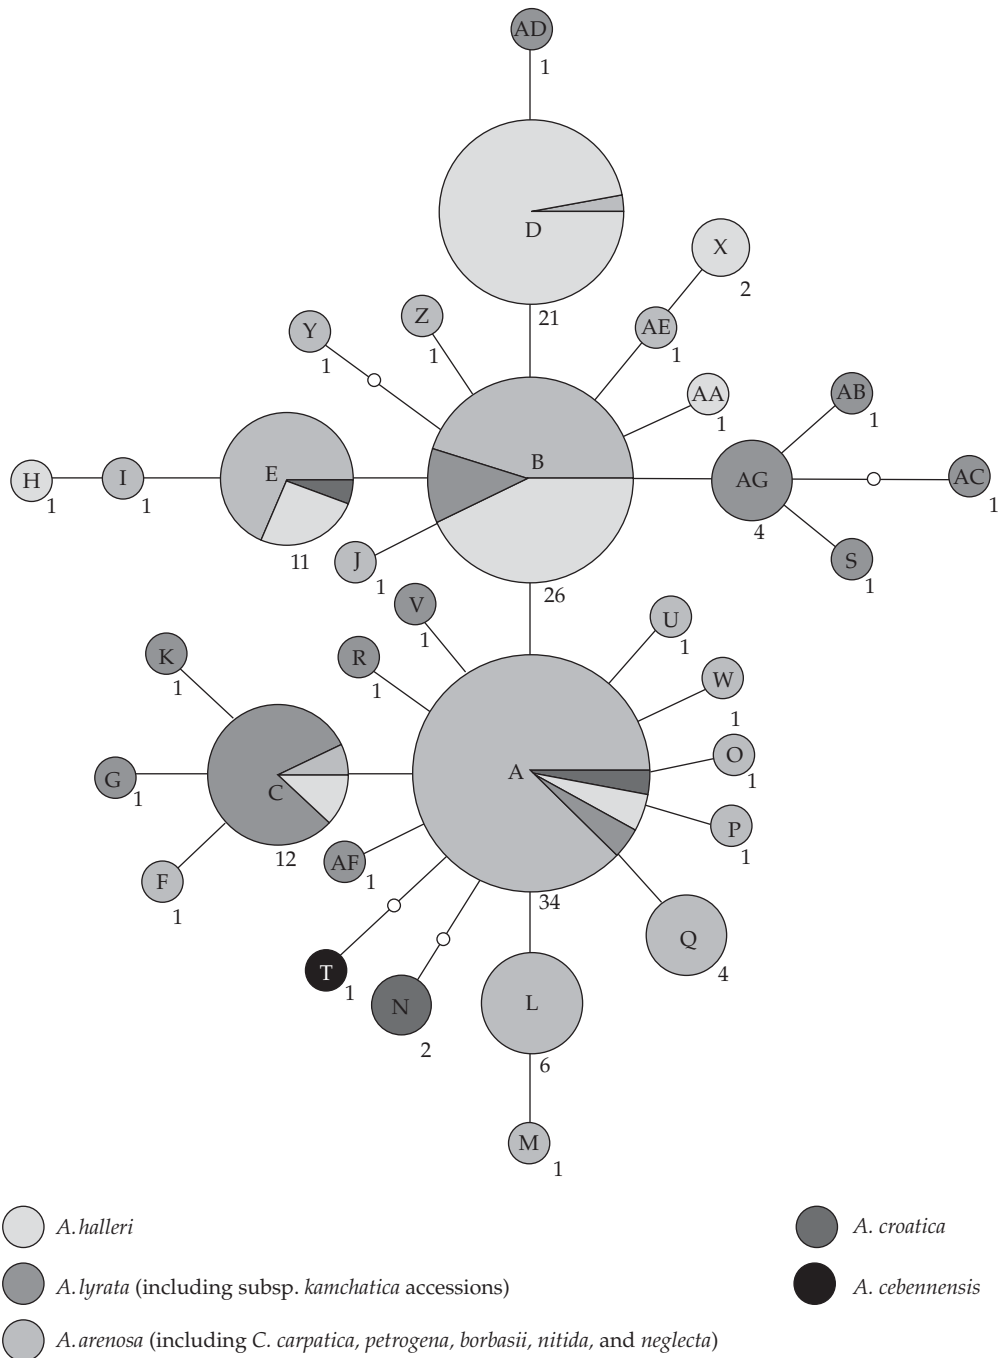 AD
1
D
21
X
2
Z
1
Y
1
AE
1
AA
1
AB
1
H
1
I
1
E
11
B
26
AG
4
AC
1
J
1
S
1
V
1
U
1
K
1
R
1
W
1
G
1
C
12
A
34
O
1
P
1
F
1
AF
1
Q
4
T
1
N
2
L
6
M
1
A. halleri
A. croatica
A. lyrata (including subsp. kamchatica accessions)
A. cebennensis
A. arenosa (including C. carpatica, petrogena, borbasii, nitida, and neglecta)